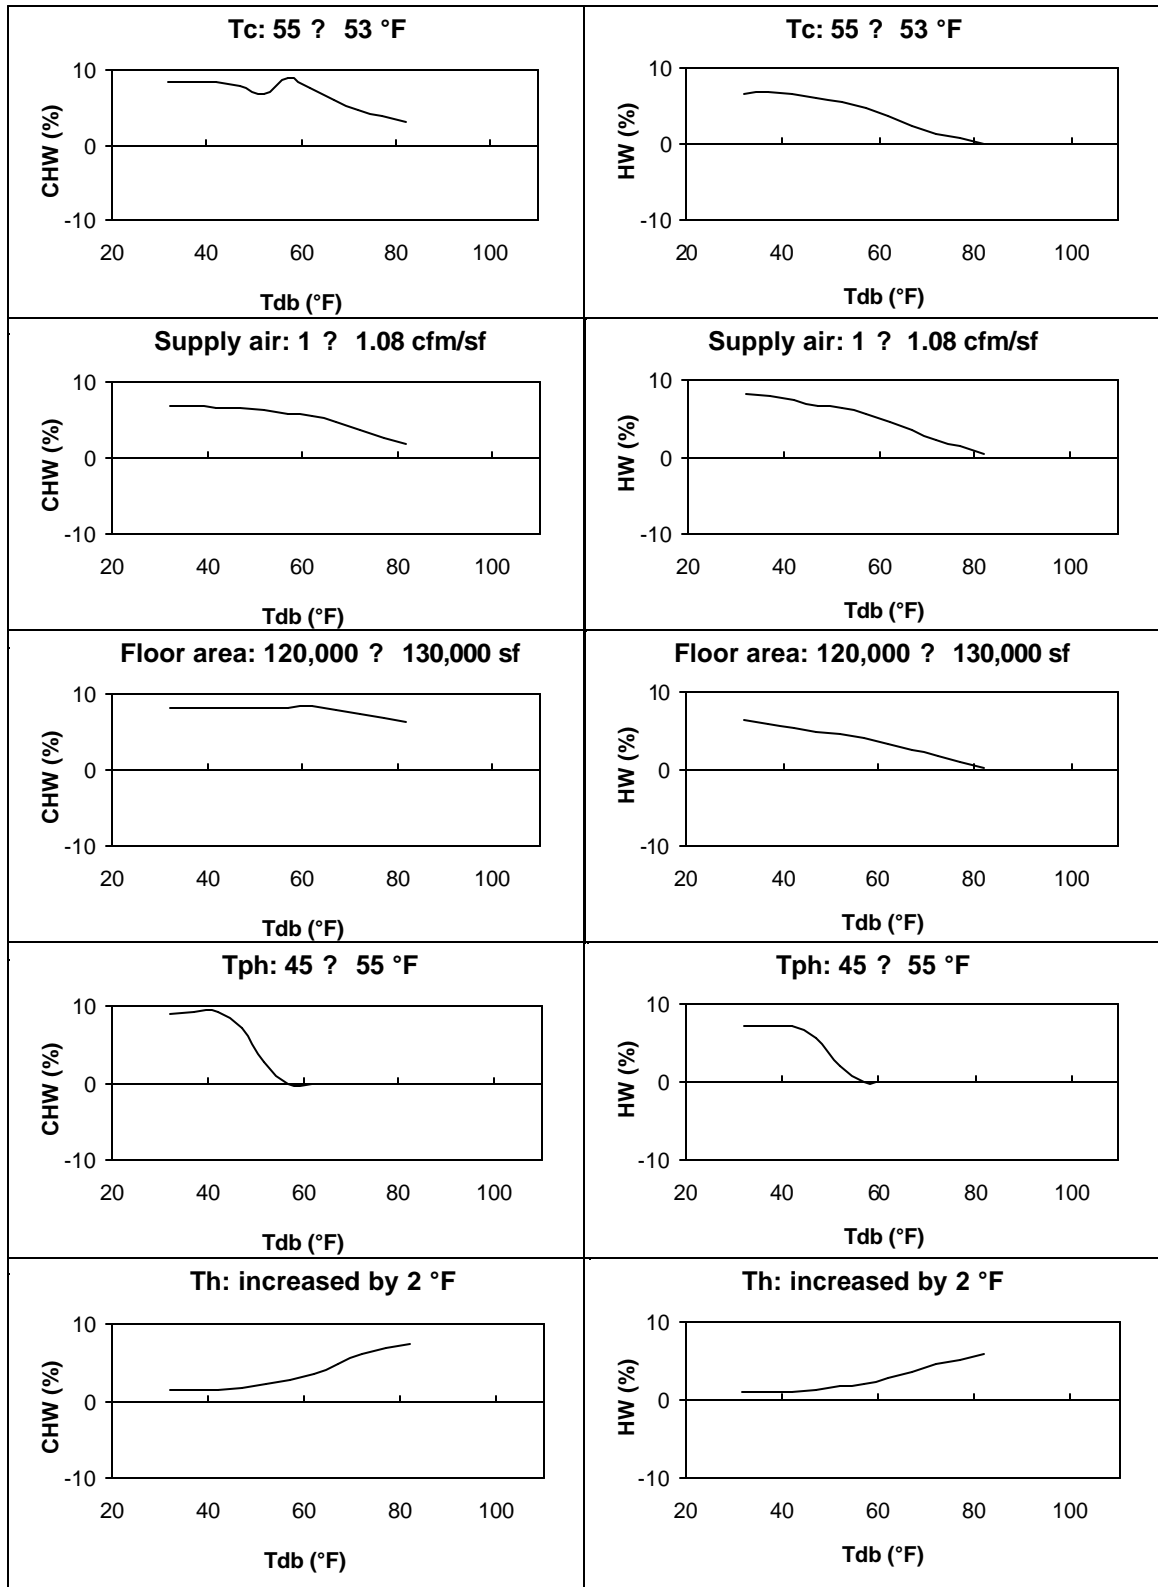 Tc: 55 ? 53 °F
10
0
-10
CHW (%)
20 40 60 80 100
Tdb (°F)
Tc: 55 ? 53 °F
10
0
-10
HW (%)
20 40 60 80 100
Tdb (°F)
Supply air: 1 ? 1.08 cfm/sf
10
0
-10
CHW (%)
20 40 60 80 100
Tdb (°F)
Supply air: 1 ? 1.08 cfm/sf
10
0
-10
HW (%)
20 40 60 80 100
Tdb (°F)
Floor area: 120,000 ? 130,000 sf
10
0
-10
CHW (%)
20 40 60 80 100
Tdb (°F)
Floor area: 120,000 ? 130,000 sf
10
0
-10
HW (%)
20 40 60 80 100
Tdb (°F)
Tph: 45 ? 55 °F
10
0
-10
CHW (%)
20 40 60 80 100
Tdb (°F)
Tph: 45 ? 55 °F
10
0
-10
HW (%)
20 40 60 80 100
Tdb (°F)
Th: increased by 2 °F
10
0
-10
CHW (%)
20 40 60 80 100
Tdb (°F)
Th: increased by 2 °F
10
0
-10
HW (%)
20 40 60 80 100
Tdb (°F)